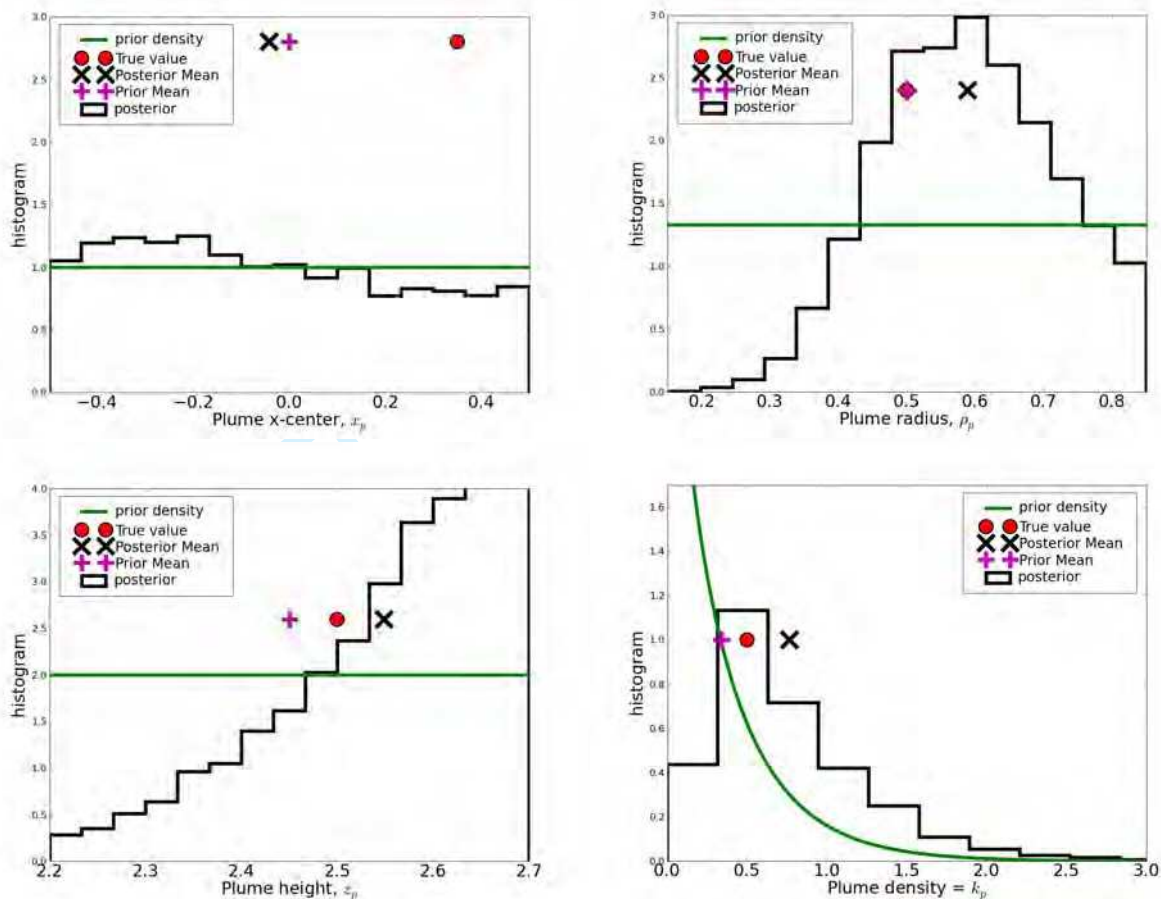 3.0
2.5
2.0
1.5
1.0
0.5
0.0
histogram
prior density
True value
Posterior Mean
Prior Mean
posterior
−0.4 −0.2 0.0 0.2 0.4
Plume x-center, x_p
3.0
2.5
2.0
1.5
1.0
0.5
0.0
histogram
prior density
True value
Posterior Mean
Prior Mean
posterior
0.2 0.3 0.4 0.5 0.6 0.7 0.8
Plume radius, ρ_p
4.0
3.5
3.0
2.5
2.0
1.5
1.0
0.5
0.0
histogram
prior density
True value
Posterior Mean
Prior Mean
posterior
2.2 2.3 2.4 2.5 2.6 2.7
Plume height, z_p
1.6
1.4
1.2
1.0
0.8
0.6
0.4
0.2
0.0
histogram
prior density
True value
Posterior Mean
Prior Mean
posterior
0.0 0.5 1.0 1.5 2.0 2.5 3.0
Plume density = k_p